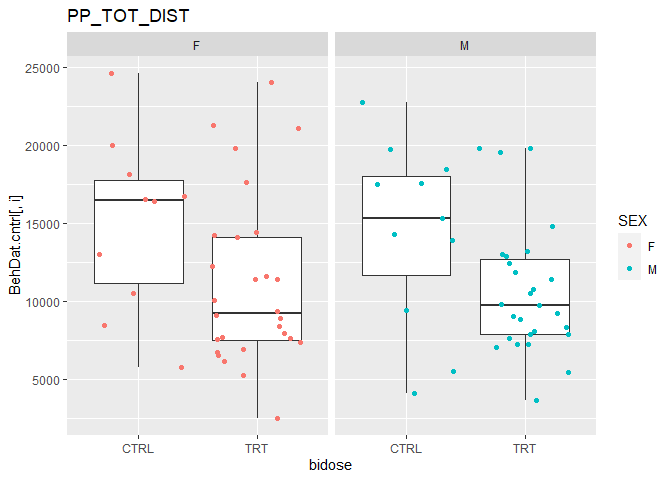 PP_TOT_DIST
F
M
25000
20000
15000
10000
5000
BehDat.cntrl[, i]
CTRL
TRT
CTRL
TRT
bidose
SEX
F
M